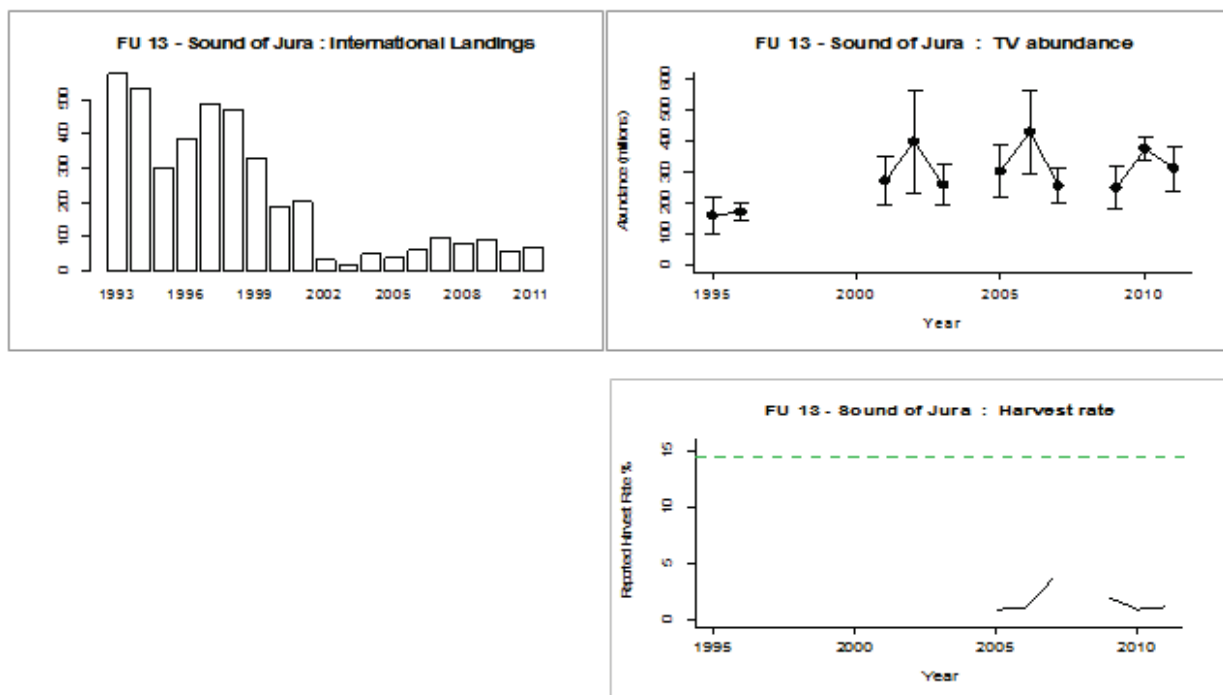 FU 13 - Sound of Jura : International Landings
500
400
300
200
100
0
1993 1996 1999 2002 2005 2008 2011
FU 13 - Sound of Jura : TV abundance
Abundance (millions)
600
500
400
300
200
100
0
1995 2000 2005 2010
Year
FU 13 - Sound of Jura : Harvest rate
Reported Harvest Rate %
15
10
5
0
1995 2000 2005 2010
Year